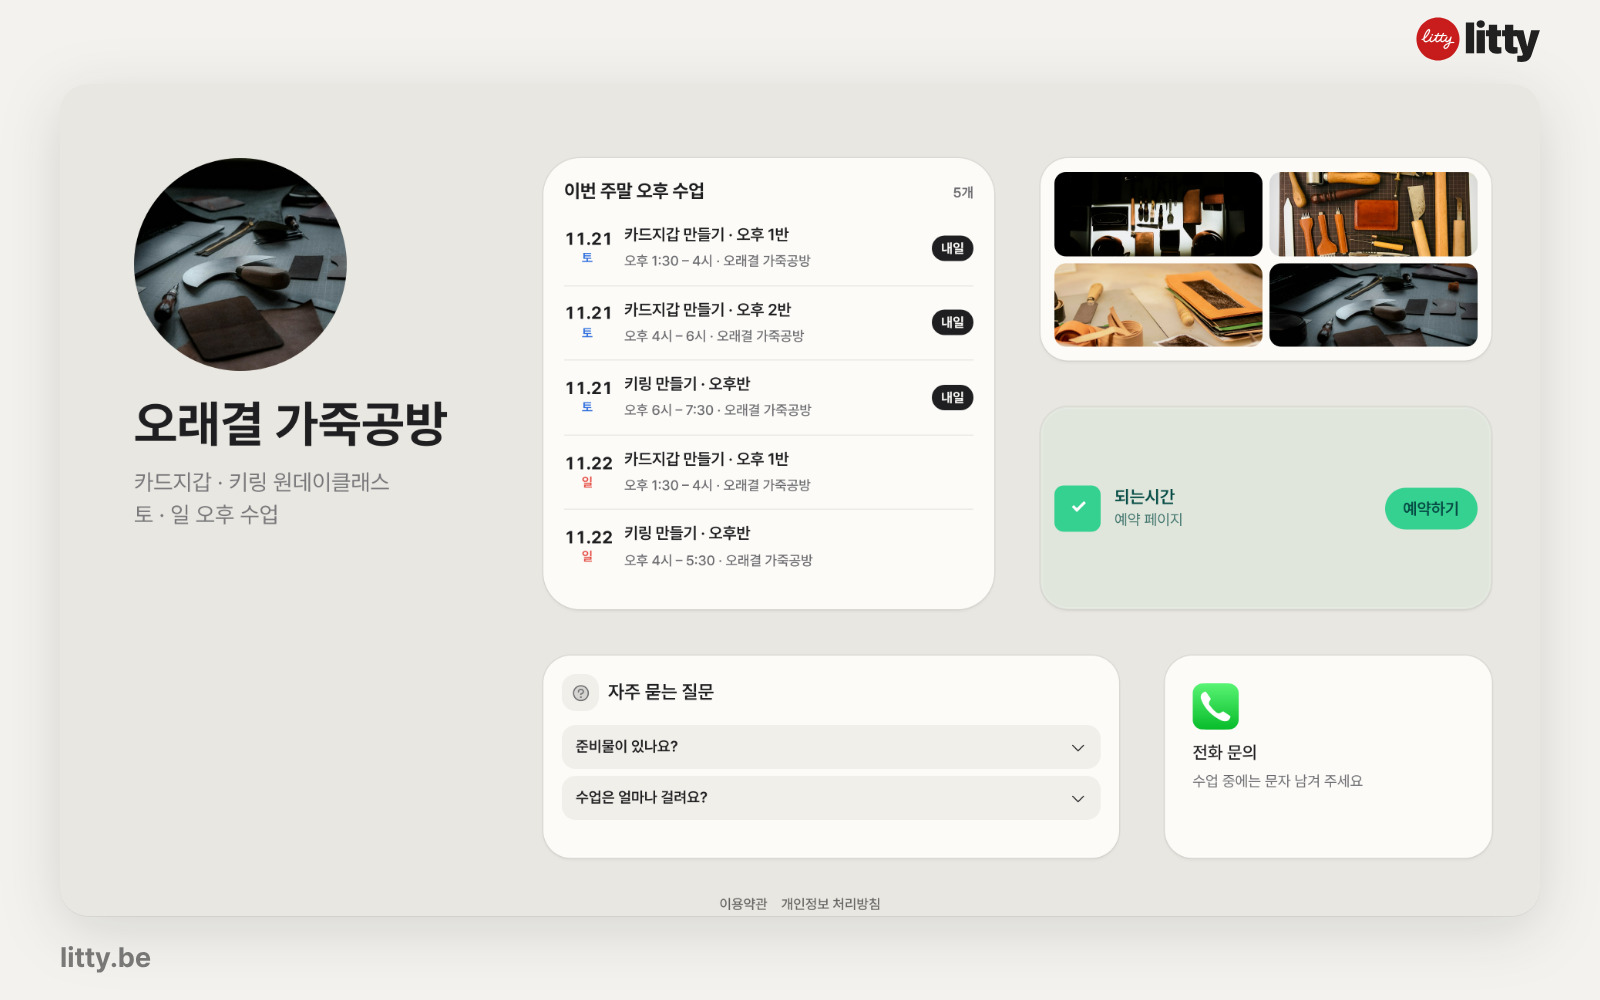 litty litty
오래결 가죽공방
카드지갑 · 키링 원데이클래스
토 · 일 오후 수업
이번 주말 오후 수업
5개
11.21
토
카드지갑 만들기 · 오후 1반
오후 1:30 – 4시 · 오래결 가죽공방
내일
11.21
토
카드지갑 만들기 · 오후 2반
오후 4시 – 6시 · 오래결 가죽공방
내일
11.21
토
키링 만들기 · 오후반
오후 6시 – 7:30 · 오래결 가죽공방
내일
11.22
일
카드지갑 만들기 · 오후 1반
오후 1:30 – 4시 · 오래결 가죽공방
11.22
일
키링 만들기 · 오후반
오후 4시 – 5:30 · 오래결 가죽공방
되는시간
예약 페이지
예약하기
자주 묻는 질문
준비물이 있나요?
수업은 얼마나 걸려요?
전화 문의
수업 중에는 문자 남겨 주세요
이용약관 개인정보 처리방침
litty.be